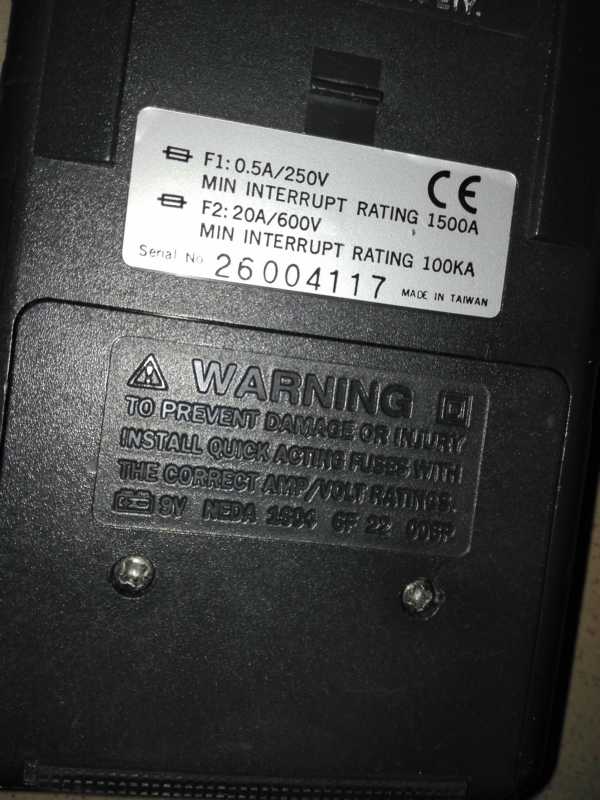 F1: 0.5A/250V
CE
MIN INTERRUPT RATING 1500A
F2: 20A/600V
MIN INTERRUPT RATING 100KA
Serial No. 26004117 MADE IN TAIWAN
WARNING
TO PREVENT DAMAGE OR INJURY
INSTALL QUICK ACTING FUSES WITH
THE CORRECT AMP/VOLT RATINGS.
9V NEDA 1604 6F 22 006P